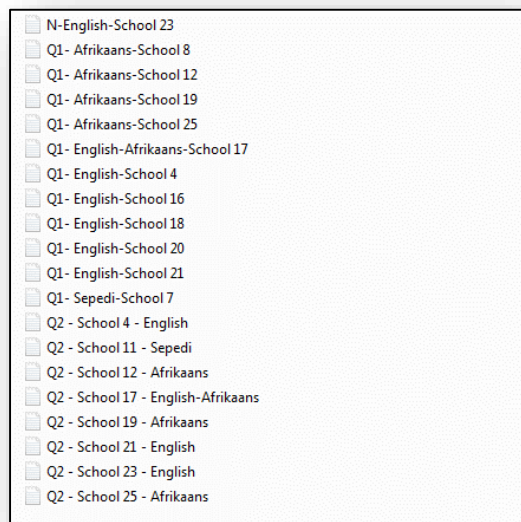 N-English-School 23
Q1- Afrikaans-School 8
Q1- Afrikaans-School 12
Q1- Afrikaans-School 19
Q1- Afrikaans-School 25
Q1- English-Afrikaans-School 17
Q1- English-School 4
Q1- English-School 16
Q1- English-School 18
Q1- English-School 20
Q1- English-School 21
Q1- Sepedi-School 7
Q2 - School 4 - English
Q2 - School 11 - Sepedi
Q2 - School 12 - Afrikaans
Q2 - School 17 - English-Afrikaans
Q2 - School 19 - Afrikaans
Q2 - School 21 - English
Q2 - School 23 - English
Q2 - School 25 - Afrikaans